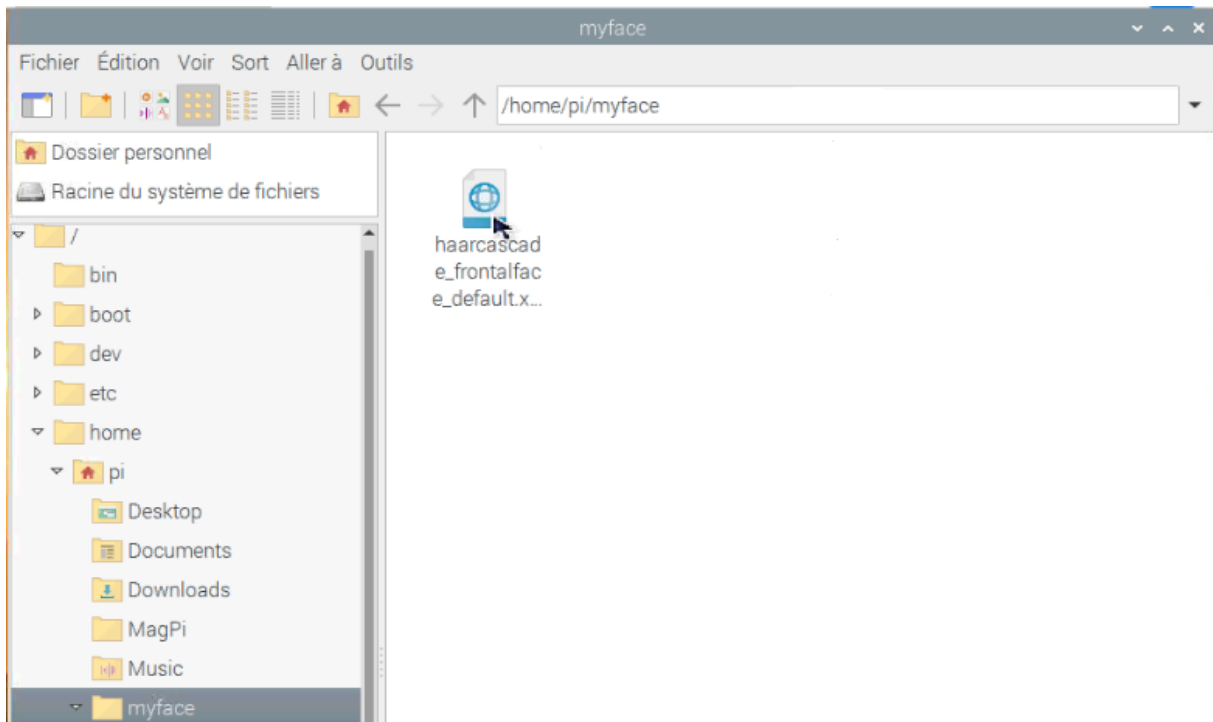 myface
Fichier Édition Voir Sort Aller à Outils
/home/pi/myface
Dossier personnel
Racine du système de fichiers
/
bin
boot
dev
etc
home
pi
Desktop
Documents
Downloads
MagPi
Music
myface
haarcascad
e_frontalfac
e_default.x...